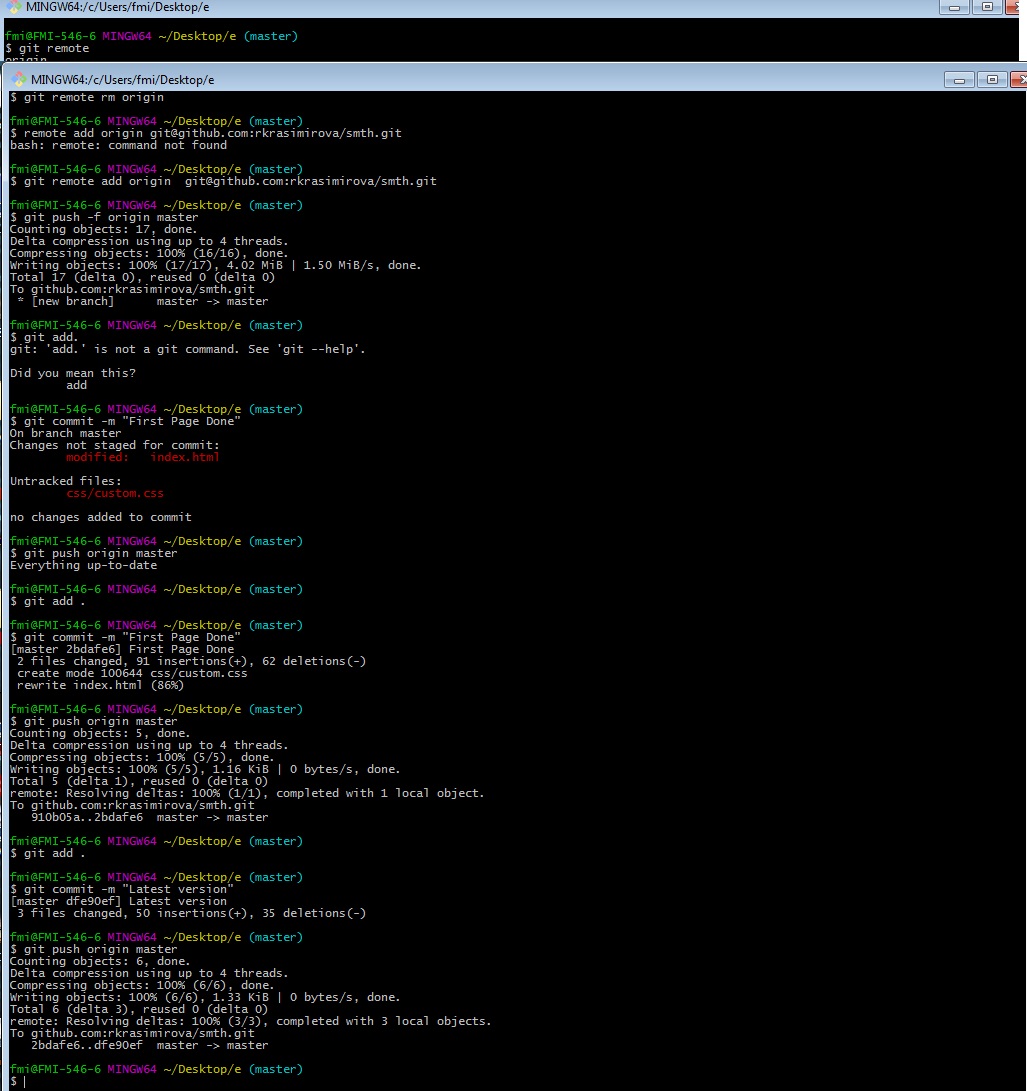 MINGW64:/c/Users/fmi/Desktop/e
fmi@FMI-546-6 MINGW64 ~/Desktop/e (master)
$ git remote
origin
MINGW64:/c/Users/fmi/Desktop/e
$ git remote rm origin
fmi@FMI-546-6 MINGW64 ~/Desktop/e (master)
$ remote add origin git@github.com:rkrasimirova/smth.git
bash: remote: command not found
fmi@FMI-546-6 MINGW64 ~/Desktop/e (master)
$ git remote add origin  git@github.com:rkrasimirova/smth.git
fmi@FMI-546-6 MINGW64 ~/Desktop/e (master)
$ git push -f origin master
Counting objects: 17, done.
Delta compression using up to 4 threads.
Compressing objects: 100% (16/16), done.
Writing objects: 100% (17/17), 4.02 MiB | 1.50 MiB/s, done.
Total 17 (delta 0), reused 0 (delta 0)
To github.com:rkrasimirova/smth.git
 * [new branch]      master -> master
fmi@FMI-546-6 MINGW64 ~/Desktop/e (master)
$ git add.
git: 'add.' is not a git command. See 'git --help'.
Did you mean this?
        add
fmi@FMI-546-6 MINGW64 ~/Desktop/e (master)
$ git commit -m "First Page Done"
On branch master
Changes not staged for commit:
        modified:   index.html
Untracked files:
        css/custom.css
no changes added to commit
fmi@FMI-546-6 MINGW64 ~/Desktop/e (master)
$ git push origin master
Everything up-to-date
fmi@FMI-546-6 MINGW64 ~/Desktop/e (master)
$ git add .
fmi@FMI-546-6 MINGW64 ~/Desktop/e (master)
$ git commit -m "First Page Done"
[master 2bdafe6] First Page Done
 2 files changed, 91 insertions(+), 62 deletions(-)
 create mode 100644 css/custom.css
 rewrite index.html (86%)
fmi@FMI-546-6 MINGW64 ~/Desktop/e (master)
$ git push origin master
Counting objects: 5, done.
Delta compression using up to 4 threads.
Compressing objects: 100% (5/5), done.
Writing objects: 100% (5/5), 1.16 KiB | 0 bytes/s, done.
Total 5 (delta 1), reused 0 (delta 0)
remote: Resolving deltas: 100% (1/1), completed with 1 local object.
To github.com:rkrasimirova/smth.git
   910b05a..2bdafe6  master -> master
fmi@FMI-546-6 MINGW64 ~/Desktop/e (master)
$ git add .
fmi@FMI-546-6 MINGW64 ~/Desktop/e (master)
$ git commit -m "Latest version"
[master dfe90ef] Latest version
 3 files changed, 50 insertions(+), 35 deletions(-)
fmi@FMI-546-6 MINGW64 ~/Desktop/e (master)
$ git push origin master
Counting objects: 6, done.
Delta compression using up to 4 threads.
Compressing objects: 100% (6/6), done.
Writing objects: 100% (6/6), 1.33 KiB | 0 bytes/s, done.
Total 6 (delta 3), reused 0 (delta 0)
remote: Resolving deltas: 100% (3/3), completed with 3 local objects.
To github.com:rkrasimirova/smth.git
   2bdafe6..dfe90ef  master -> master
fmi@FMI-546-6 MINGW64 ~/Desktop/e (master)
$